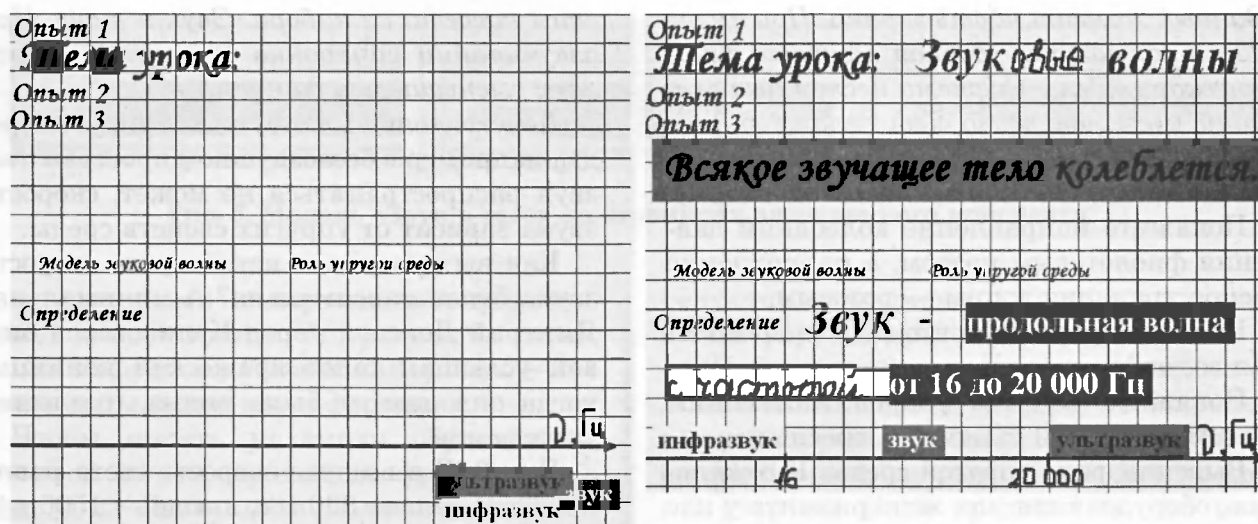 Опыт 1
Тема урока:
Опыт 2
Опыт 3
Модель звуковой волны Роль упругой среды
Определение
ν, Гц
ультразвук
звук
инфразвук
Опыт 1
Тема урока: Звуковые волны
Опыт 2
Опыт 3
Всякое звучащее тело колеблется.
Модель звуковой волны Роль упругой среды
Определение Звук - продольная волна
с частотой от 16 до 20 000 Гц
инфразвук звук ультразвук ν, Гц
16 20 000